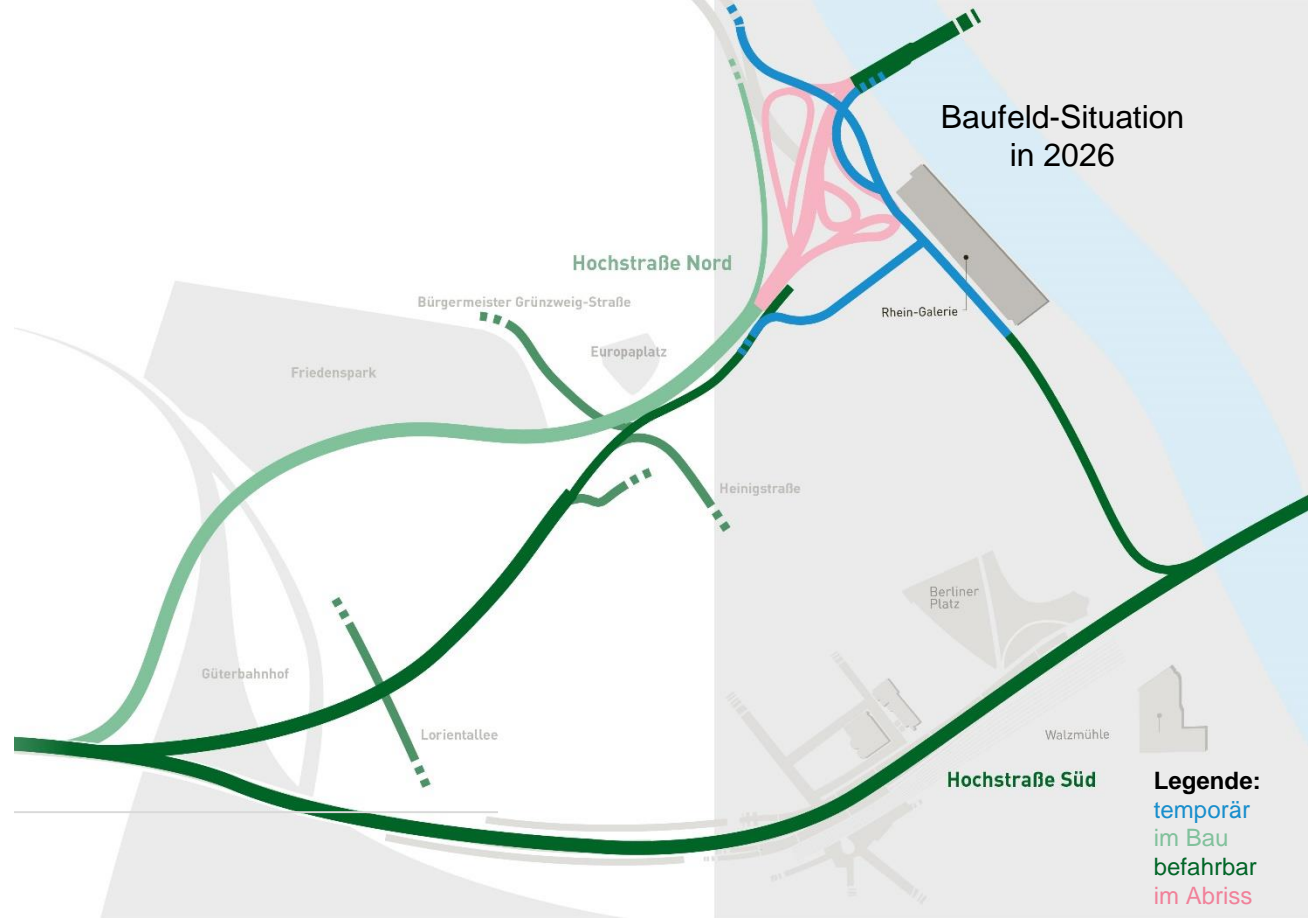 Baufeld-Situation
in 2026
Hochstraße Nord
Bürgermeister Grünzweig-Straße
Rhein-Galerie
Europaplatz
Friedenspark
Heinigstraße
Berliner
Platz
Güterbahnhof
Lorientallee
Walzmühle
Hochstraße Süd
Legende:
temporär
im Bau
befahrbar
im Abriss